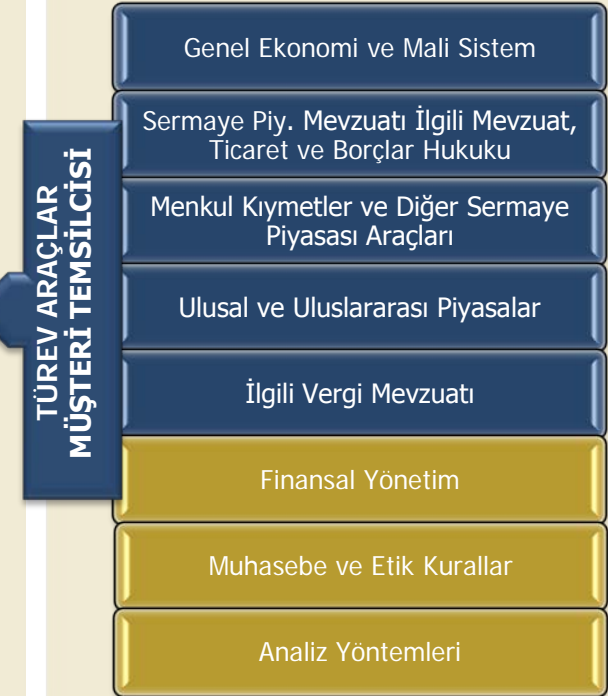 Genel Ekonomi ve Mali Sistem
Sermaye Piy. Mevzuatı İlgili Mevzuat,
Ticaret ve Borçlar Hukuku
TÜREV ARAÇLAR
MÜŞTERİ TEMSİLCİSİ
Menkul Kıymetler ve Diğer Sermaye
Piyasası Araçları
Ulusal ve Uluslararası Piyasalar
İlgili Vergi Mevzuatı
Finansal Yönetim
Muhasebe ve Etik Kurallar
Analiz Yöntemleri